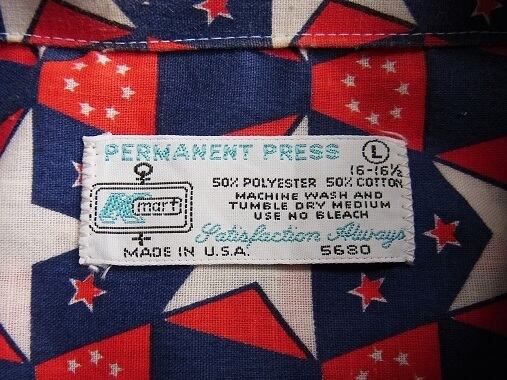 PERMANENT PRESS
L
16-16½
50% POLYESTER 50% COTTON
MACHINE WASH AND
TUMBLE DRY MEDIUM
USE NO BLEACH
K mart
Satisfaction Always
MADE IN U.S.A. 5680